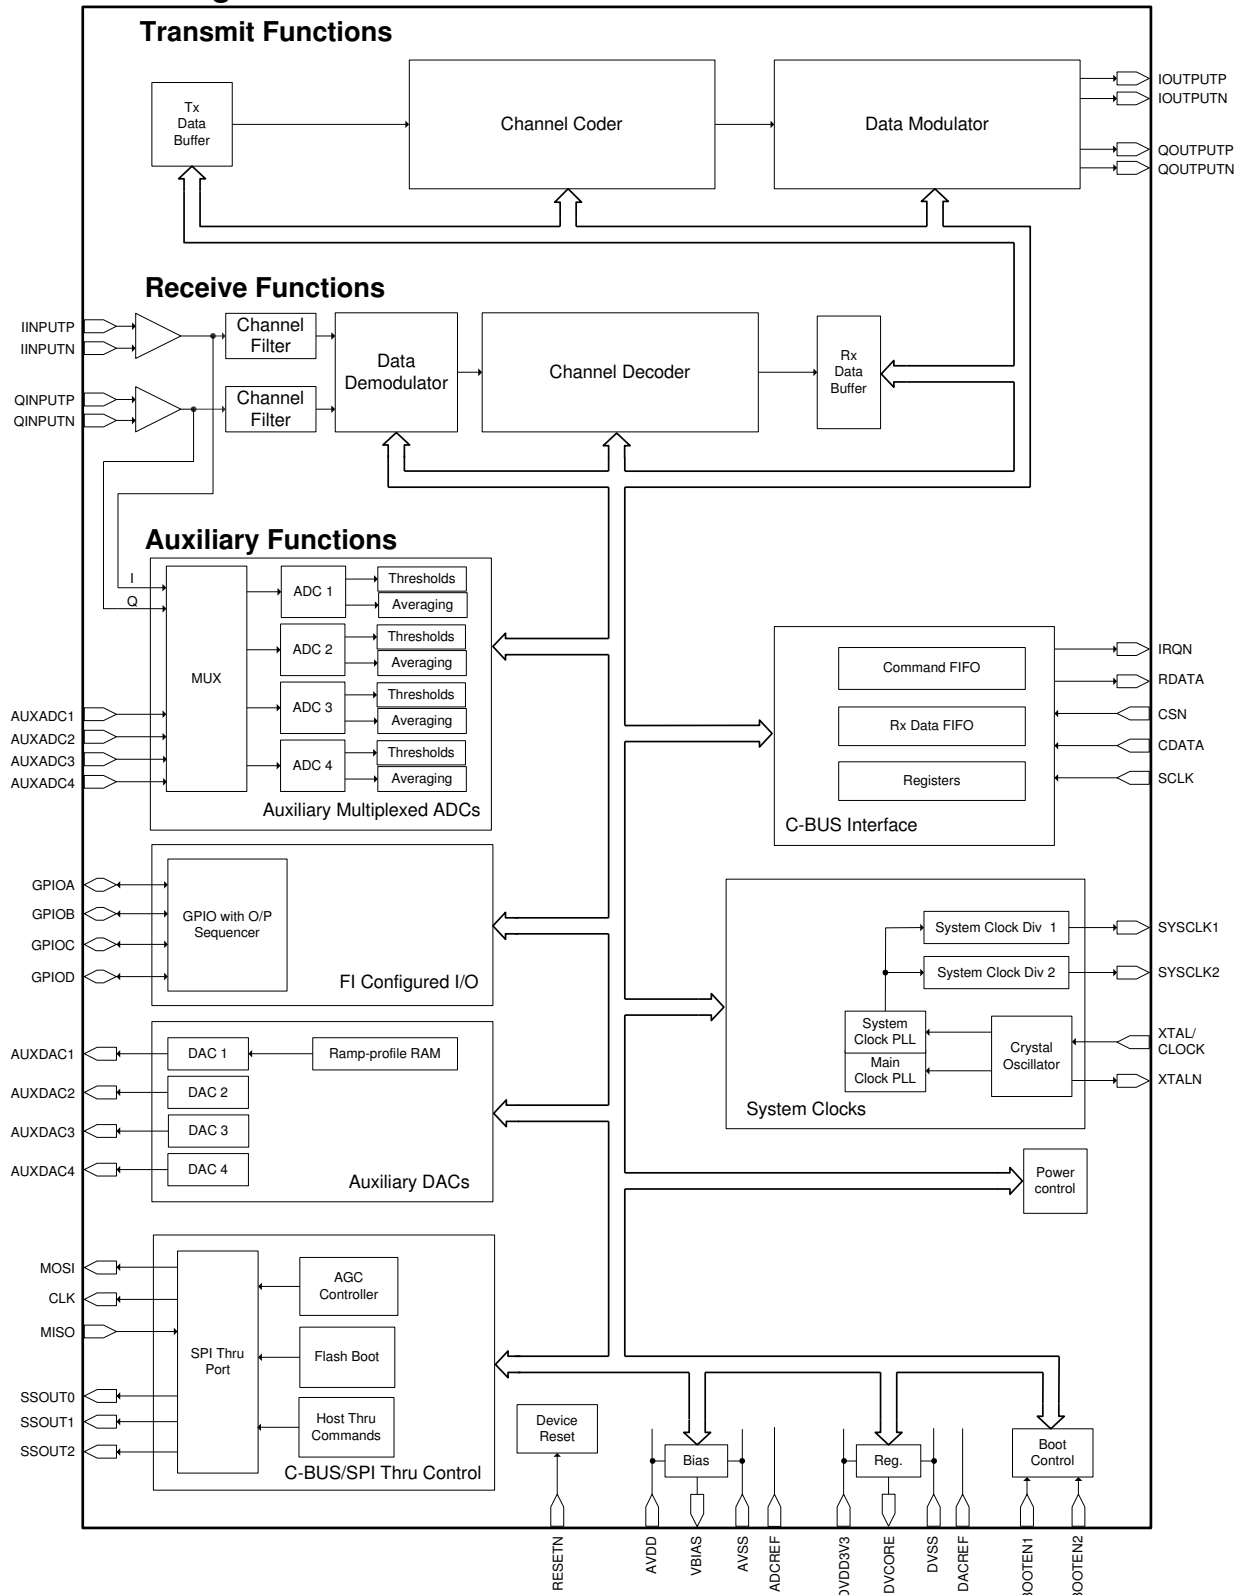 Transmit Functions
Tx
Data
Buffer
Channel Coder
Data Modulator
IOUTPUTP
IOUTPUTN
QOUTPUTP
QOUTPUTN
Receive Functions
IINPUTP
IINPUTN
QINPUTP
QINPUTN
Channel
Filter
Channel
Filter
Data
Demodulator
Channel Decoder
Rx
Data
Buffer
Auxiliary Functions
I
Q
MUX
ADC 1
Thresholds
Averaging
ADC 2
Thresholds
Averaging
ADC 3
Thresholds
Averaging
ADC 4
Thresholds
Averaging
AUXADC1
AUXADC2
AUXADC3
AUXADC4
Auxiliary Multiplexed ADCs
Command FIFO
Rx Data FIFO
Registers
C-BUS Interface
IRQN
RDATA
CSN
CDATA
SCLK
GPIOA
GPIOB
GPIOC
GPIOD
GPIO with O/P
Sequencer
FI Configured I/O
System Clock Div 1
System Clock Div 2
System
Clock PLL
Main
Clock PLL
Crystal
Oscillator
System Clocks
SYSCLK1
SYSCLK2
XTAL/
CLOCK
XTALN
AUXDAC1
AUXDAC2
AUXDAC3
AUXDAC4
DAC 1
Ramp-profile RAM
DAC 2
DAC 3
DAC 4
Auxiliary DACs
Power
control
MOSI
CLK
MISO
SSOUT0
SSOUT1
SSOUT2
SPI Thru
Port
AGC
Controller
Flash Boot
Host Thru
Commands
C-BUS/SPI Thru Control
Device
Reset
Bias
Reg.
Boot
Control
RESETN
AVDD
VBIAS
AVSS
ADCREF
DVDD3V3
DVCORE
DVSS
DACREF
BOOTEN1
BOOTEN2